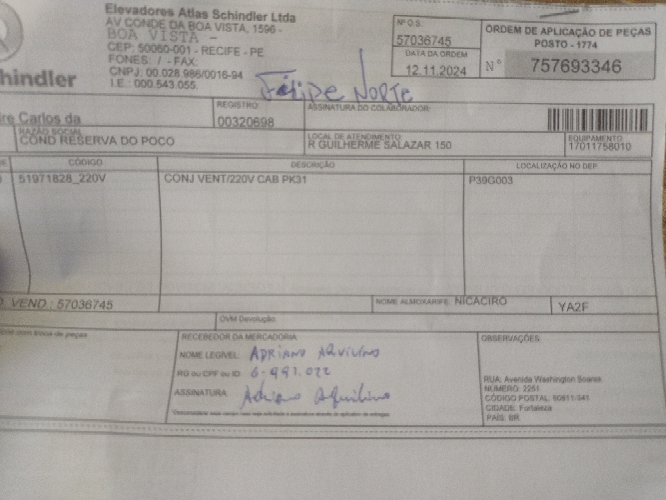 Schindler
Elevadores Atlas Schindler Ltda
AV CONDE DA BOA VISTA, 1596 -
BOA VISTA -
CEP: 50060-001 - RECIFE - PE
FONES: / - FAX:
CNPJ: 00.028.986/0016-94
I.E.: 000.543.055.
Nº O.S.
57036745
DATA DA ORDEM
12.11.2024
ORDEM DE APLICAÇÃO DE PEÇAS
POSTO - 1774
Nº 757693346
FELIPE NORTE
Carlos da
REGISTRO:
00320698
ASSINATURA DO COLABORADOR:
RAZÃO SOCIAL
COND RESERVA DO POCO
LOCAL DE ATENDIMENTO:
R GUILHERME SALAZAR 150
EQUIPAMENTO
17011758010
CÓDIGO
DESCRIÇÃO
LOCALIZAÇÃO NO DEP.
51971828_220V
CONJ VENT/220V CAB PK31
P39G003
VEND.: 57036745
NOME ALMOXARIFE: NICACIRO
YA2F
OVM Devolução:
RECEBEDOR DA MERCADORIA:
NOME LEGÍVEL: ADRIANO AQUILINO
RG ou CPF ou ID: 6.991.022
ASSINATURA: Adriano Aquilino
OBSERVAÇÕES:
RUA: Avenida Washington Soares
NÚMERO: 2251
CÓDIGO POSTAL: 60811-341
CIDADE: Fortaleza
PAÍS: BR